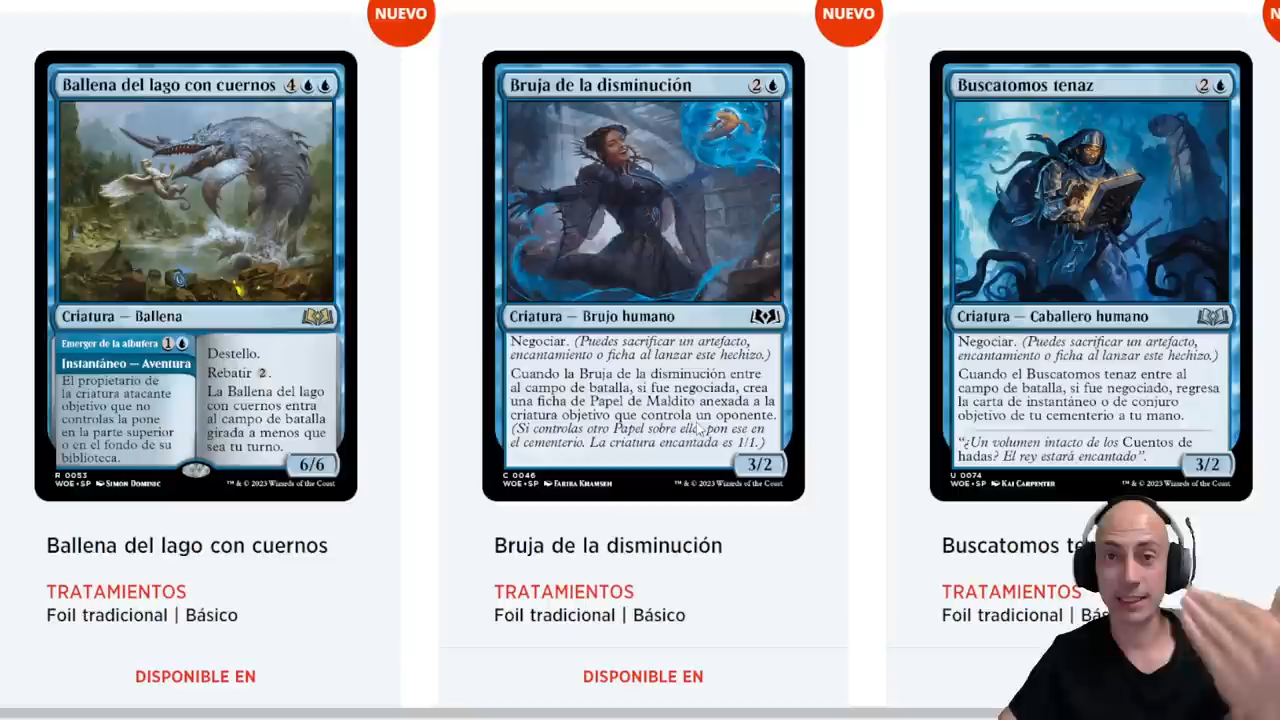 NUEVO
Ballena del lago con cuernos 4
Criatura — Ballena
Emerger de la albufera 1
Instantáneo — Aventura
El propietario de
la criatura atacante
objetivo que no
controlas la pone
en la parte superior
o en el fondo de su
biblioteca.
Destello.
Rebatir 2.
La Ballena del lago
con cuernos entra
al campo de batalla
girada a menos que
sea tu turno.
6/6
R 0053
WOE • SP SIMON DOMINIC
™ & © 2023 Wizards of the Coast
Ballena del lago con cuernos
TRATAMIENTOS
Foil tradicional | Básico
DISPONIBLE EN
NUEVO
Bruja de la disminución 2
Criatura — Brujo humano
Negociar. (Puedes sacrificar un artefacto,
encantamiento o ficha al lanzar este hechizo.)
Cuando la Bruja de la disminución entre
al campo de batalla, si fue negociada, crea
una ficha de Papel de Maldito anexada a la
criatura objetivo que controla un oponente.
(Si controlas otro Papel sobre ella, pon ese en
el cementerio. La criatura encantada es 1/1.)
3/2
C 0046
WOE • SP FARIBA KHAMSEH
™ & © 2023 Wizards of the Coast
Bruja de la disminución
TRATAMIENTOS
Foil tradicional | Básico
DISPONIBLE EN
N
Buscatomos tenaz 2
Criatura — Caballero humano
Negociar. (Puedes sacrificar un artefacto,
encantamiento o ficha al lanzar este hechizo.)
Cuando el Buscatomos tenaz entre al
campo de batalla, si fue negociado, regresa
la carta de instantáneo o de conjuro
objetivo de tu cementerio a tu mano.
“¿Un volumen intacto de los Cuentos de
hadas? El rey estará encantado”.
3/2
U 0074
WOE • SP KAI CARPENTER
™ & © 2023 Wizards of the Coast
Buscatomos te
TRATAMIENTOS
Foil tradicional | Bás